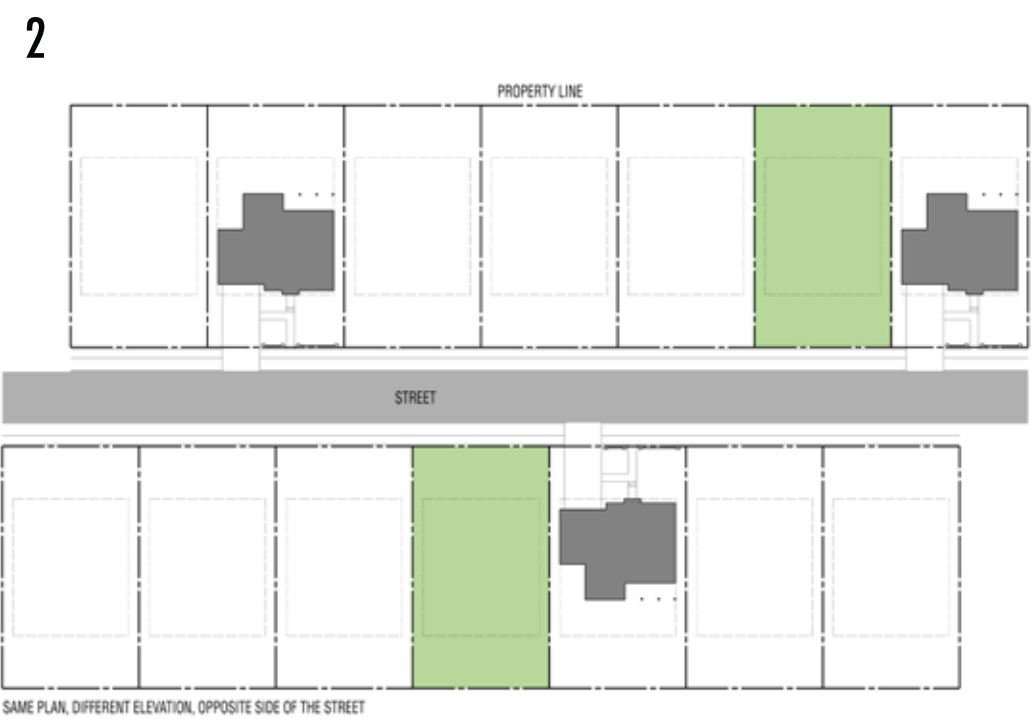 2
PROPERTY LINE
STREET
SAME PLAN, DIFFERENT ELEVATION, OPPOSITE SIDE OF THE STREET